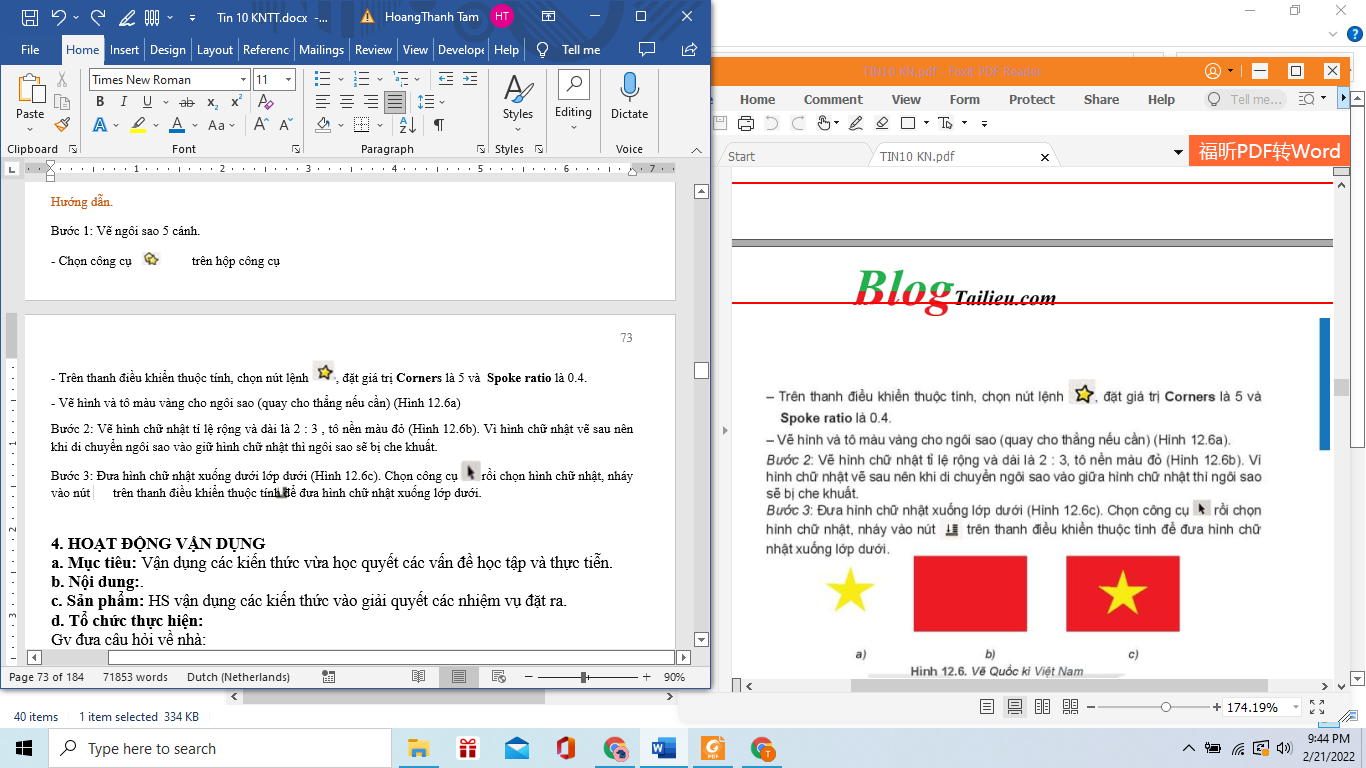 Tin 10 KNTT.docx -...
HoangThanh Tam
HT
File Home Insert Design Layout Referenc Mailings Review View Develope Help Tell me
Paste
Times New Roman
11
Styles
Editing
Dictate
Clipboard
Font
Paragraph
Styles
Voice
Hướng dẫn.
Bước 1: Vẽ ngôi sao 5 cánh.
- Chọn công cụ trên hộp công cụ
73
- Trên thanh điều khiển thuộc tính, chọn nút lệnh , đặt giá trị Corners là 5 và Spoke ratio là 0.4.
- Vẽ hình và tô màu vàng cho ngôi sao (quay cho thẳng nếu cần) (Hình 12.6a)
Bước 2: Vẽ hình chữ nhật tỉ lệ rộng và dài là 2 : 3 , tô nền màu đỏ (Hình 12.6b). Vì hình chữ nhật vẽ sau nên
khi di chuyển ngôi sao vào giữ hình chữ nhật thì ngôi sao sẽ bị che khuất.
Bước 3: Đưa hình chữ nhật xuống dưới lớp dưới (Hình 12.6c). Chọn công cụ rồi chọn hình chữ nhật, nháy
vào nút trên thanh điều khiển thuộc tính để đưa hình chữ nhật xuống lớp dưới.
4. HOẠT ĐỘNG VẬN DỤNG
a. Mục tiêu: Vận dụng các kiến thức vừa học quyết các vấn đề học tập và thực tiễn.
b. Nội dung:.
c. Sản phẩm: HS vận dụng các kiến thức vào giải quyết các nhiệm vụ đặt ra.
d. Tổ chức thực hiện:
Gv đưa câu hỏi về nhà:
Page 73 of 184 71853 words Dutch (Netherlands) 90%
40 items 1 item selected 334 KB
TIN10 KN.pdf - Foxit PDF Reader
Home Comment View Form Protect Share Help Tell me...
Start
TIN10 KN.pdf
福昕PDF转Word
Blog Tailieu.com
– Trên thanh điều khiển thuộc tính, chọn nút lệnh , đặt giá trị Corners là 5 và
Spoke ratio là 0.4.
– Vẽ hình và tô màu vàng cho ngôi sao (quay cho thẳng nếu cần) (Hình 12.6a).
Bước 2: Vẽ hình chữ nhật tỉ lệ rộng và dài là 2 : 3, tô nền màu đỏ (Hình 12.6b). Vì
hình chữ nhật vẽ sau nên khi di chuyển ngôi sao vào giữa hình chữ nhật thì ngôi sao
sẽ bị che khuất.
Bước 3: Đưa hình chữ nhật xuống lớp dưới (Hình 12.6c). Chọn công cụ rồi chọn
hình chữ nhật, nháy vào nút trên thanh điều khiển thuộc tính để đưa hình chữ
nhật xuống lớp dưới.
a) b) c)
Hình 12.6. Vẽ Quốc kì Việt Nam
174.19%
Type here to search
9:44 PM
2/21/2022